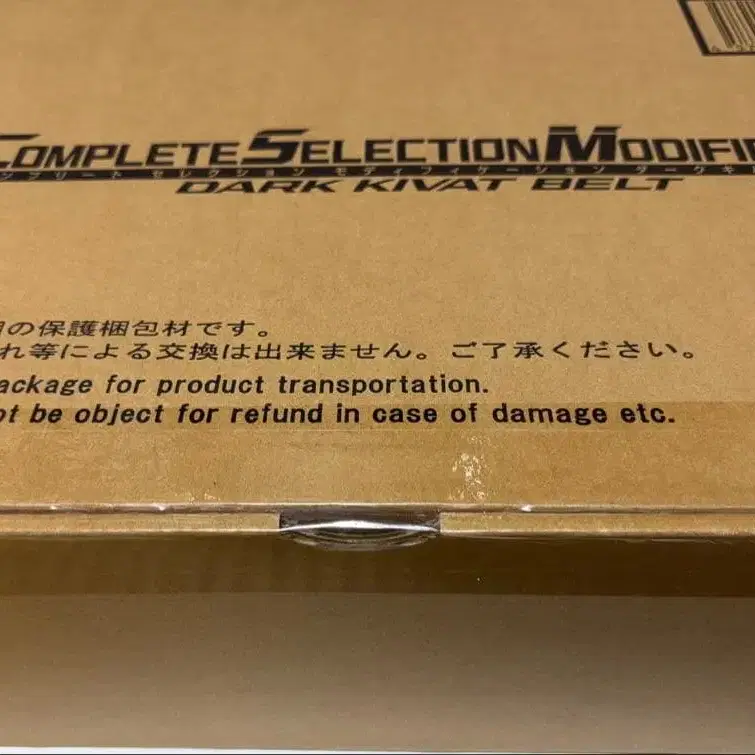 COMPLETE SELECTION MODIFI
ンプリート セレクション モディフィケーション ダークキ
DARK KIVAT BELT
の保護梱包材です。
れ等による交換は出来ません。ご了承ください。
ackage for product transportation.
ot be object for refund in case of damage etc.